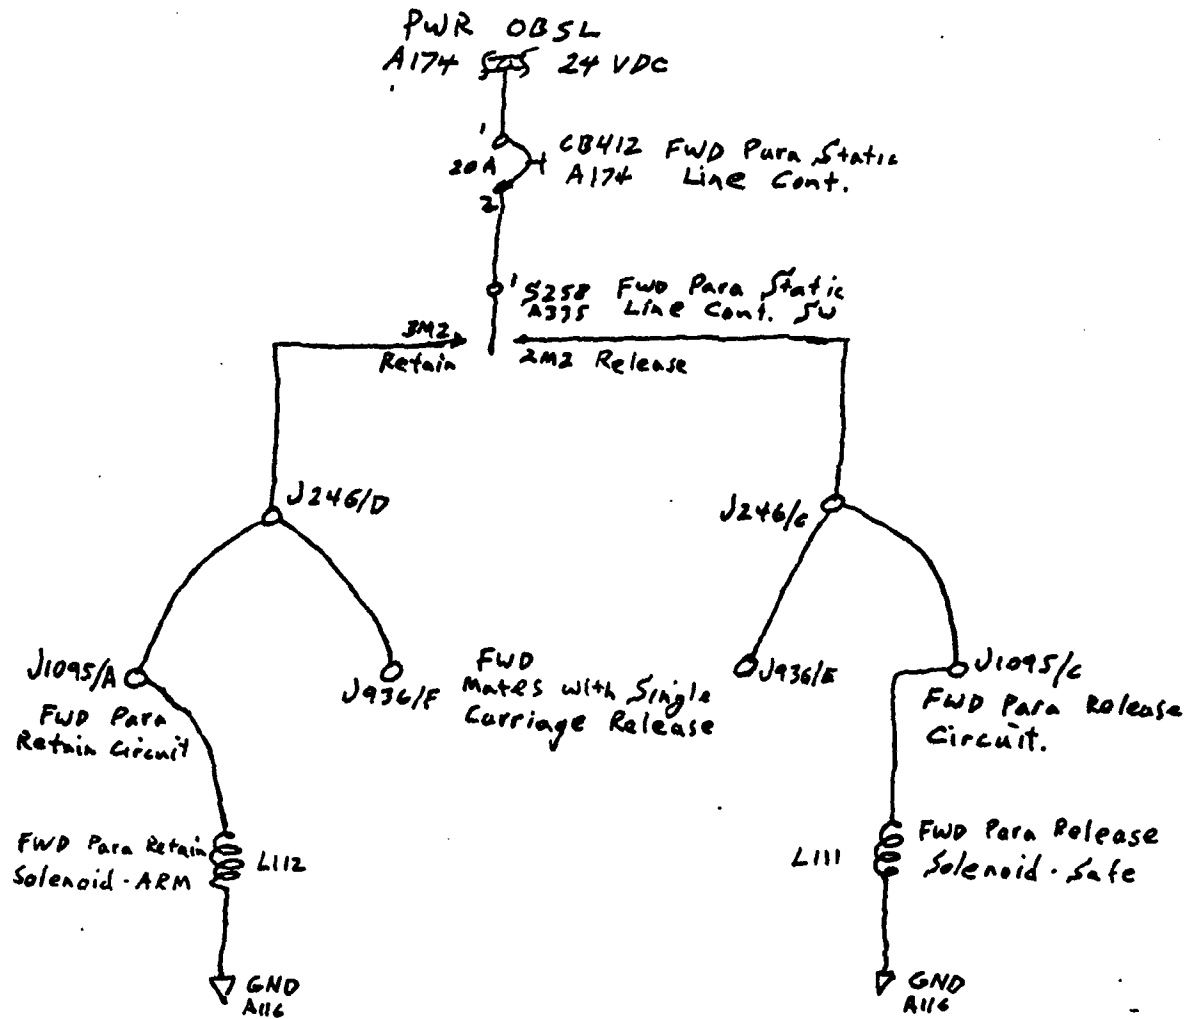 PWR OBSL
A174 24 VDC
1
20A
2
CB412 FWD Para Static
A174 Line Cont.
1
S258 FWD Para Static
A335 Line Cont. SW
3M2
Retain
2M2 Release
J246/D
J246/C
J1095/A
FWD Para
Retain Circuit
J936/F
FWD
Mates with Single
Carriage Release
J936/E
J1095/C
FWD Para Release
Circuit.
FWD Para Retain
Solenoid - ARM
L112
L111
FWD Para Release
Solenoid - Safe
GND
A116
GND
A116